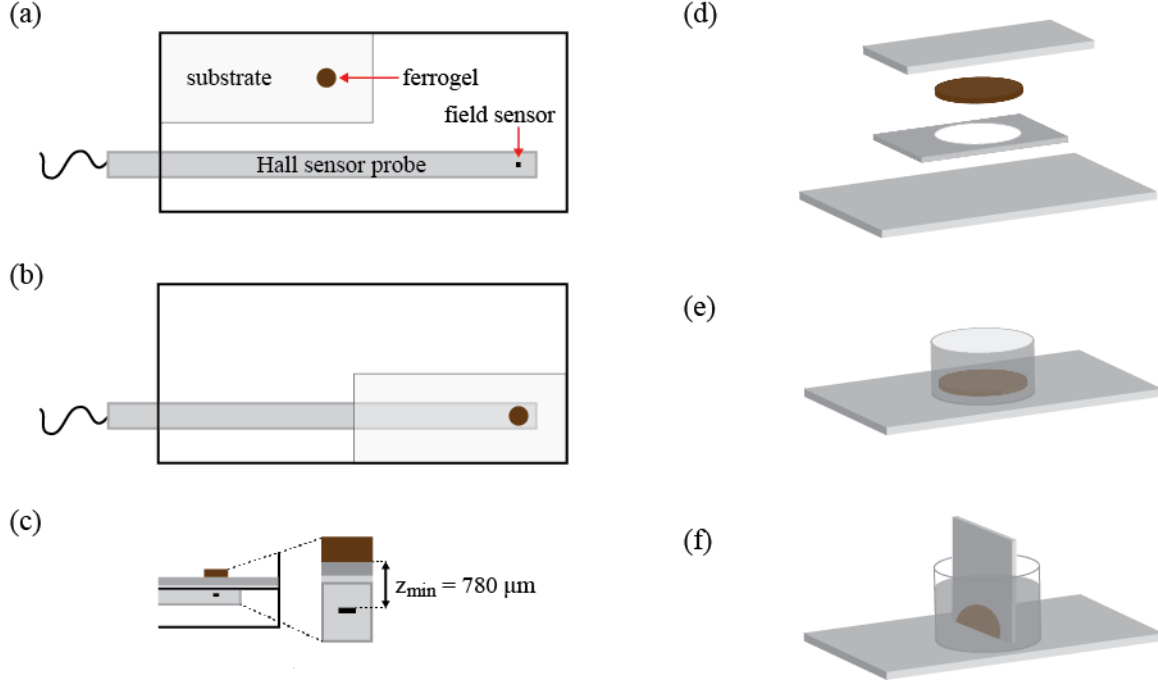 (a)
substrate
ferrogel
field sensor
Hall sensor probe
(b)
(c)
zmin = 780 μm
(d)
(e)
(f)